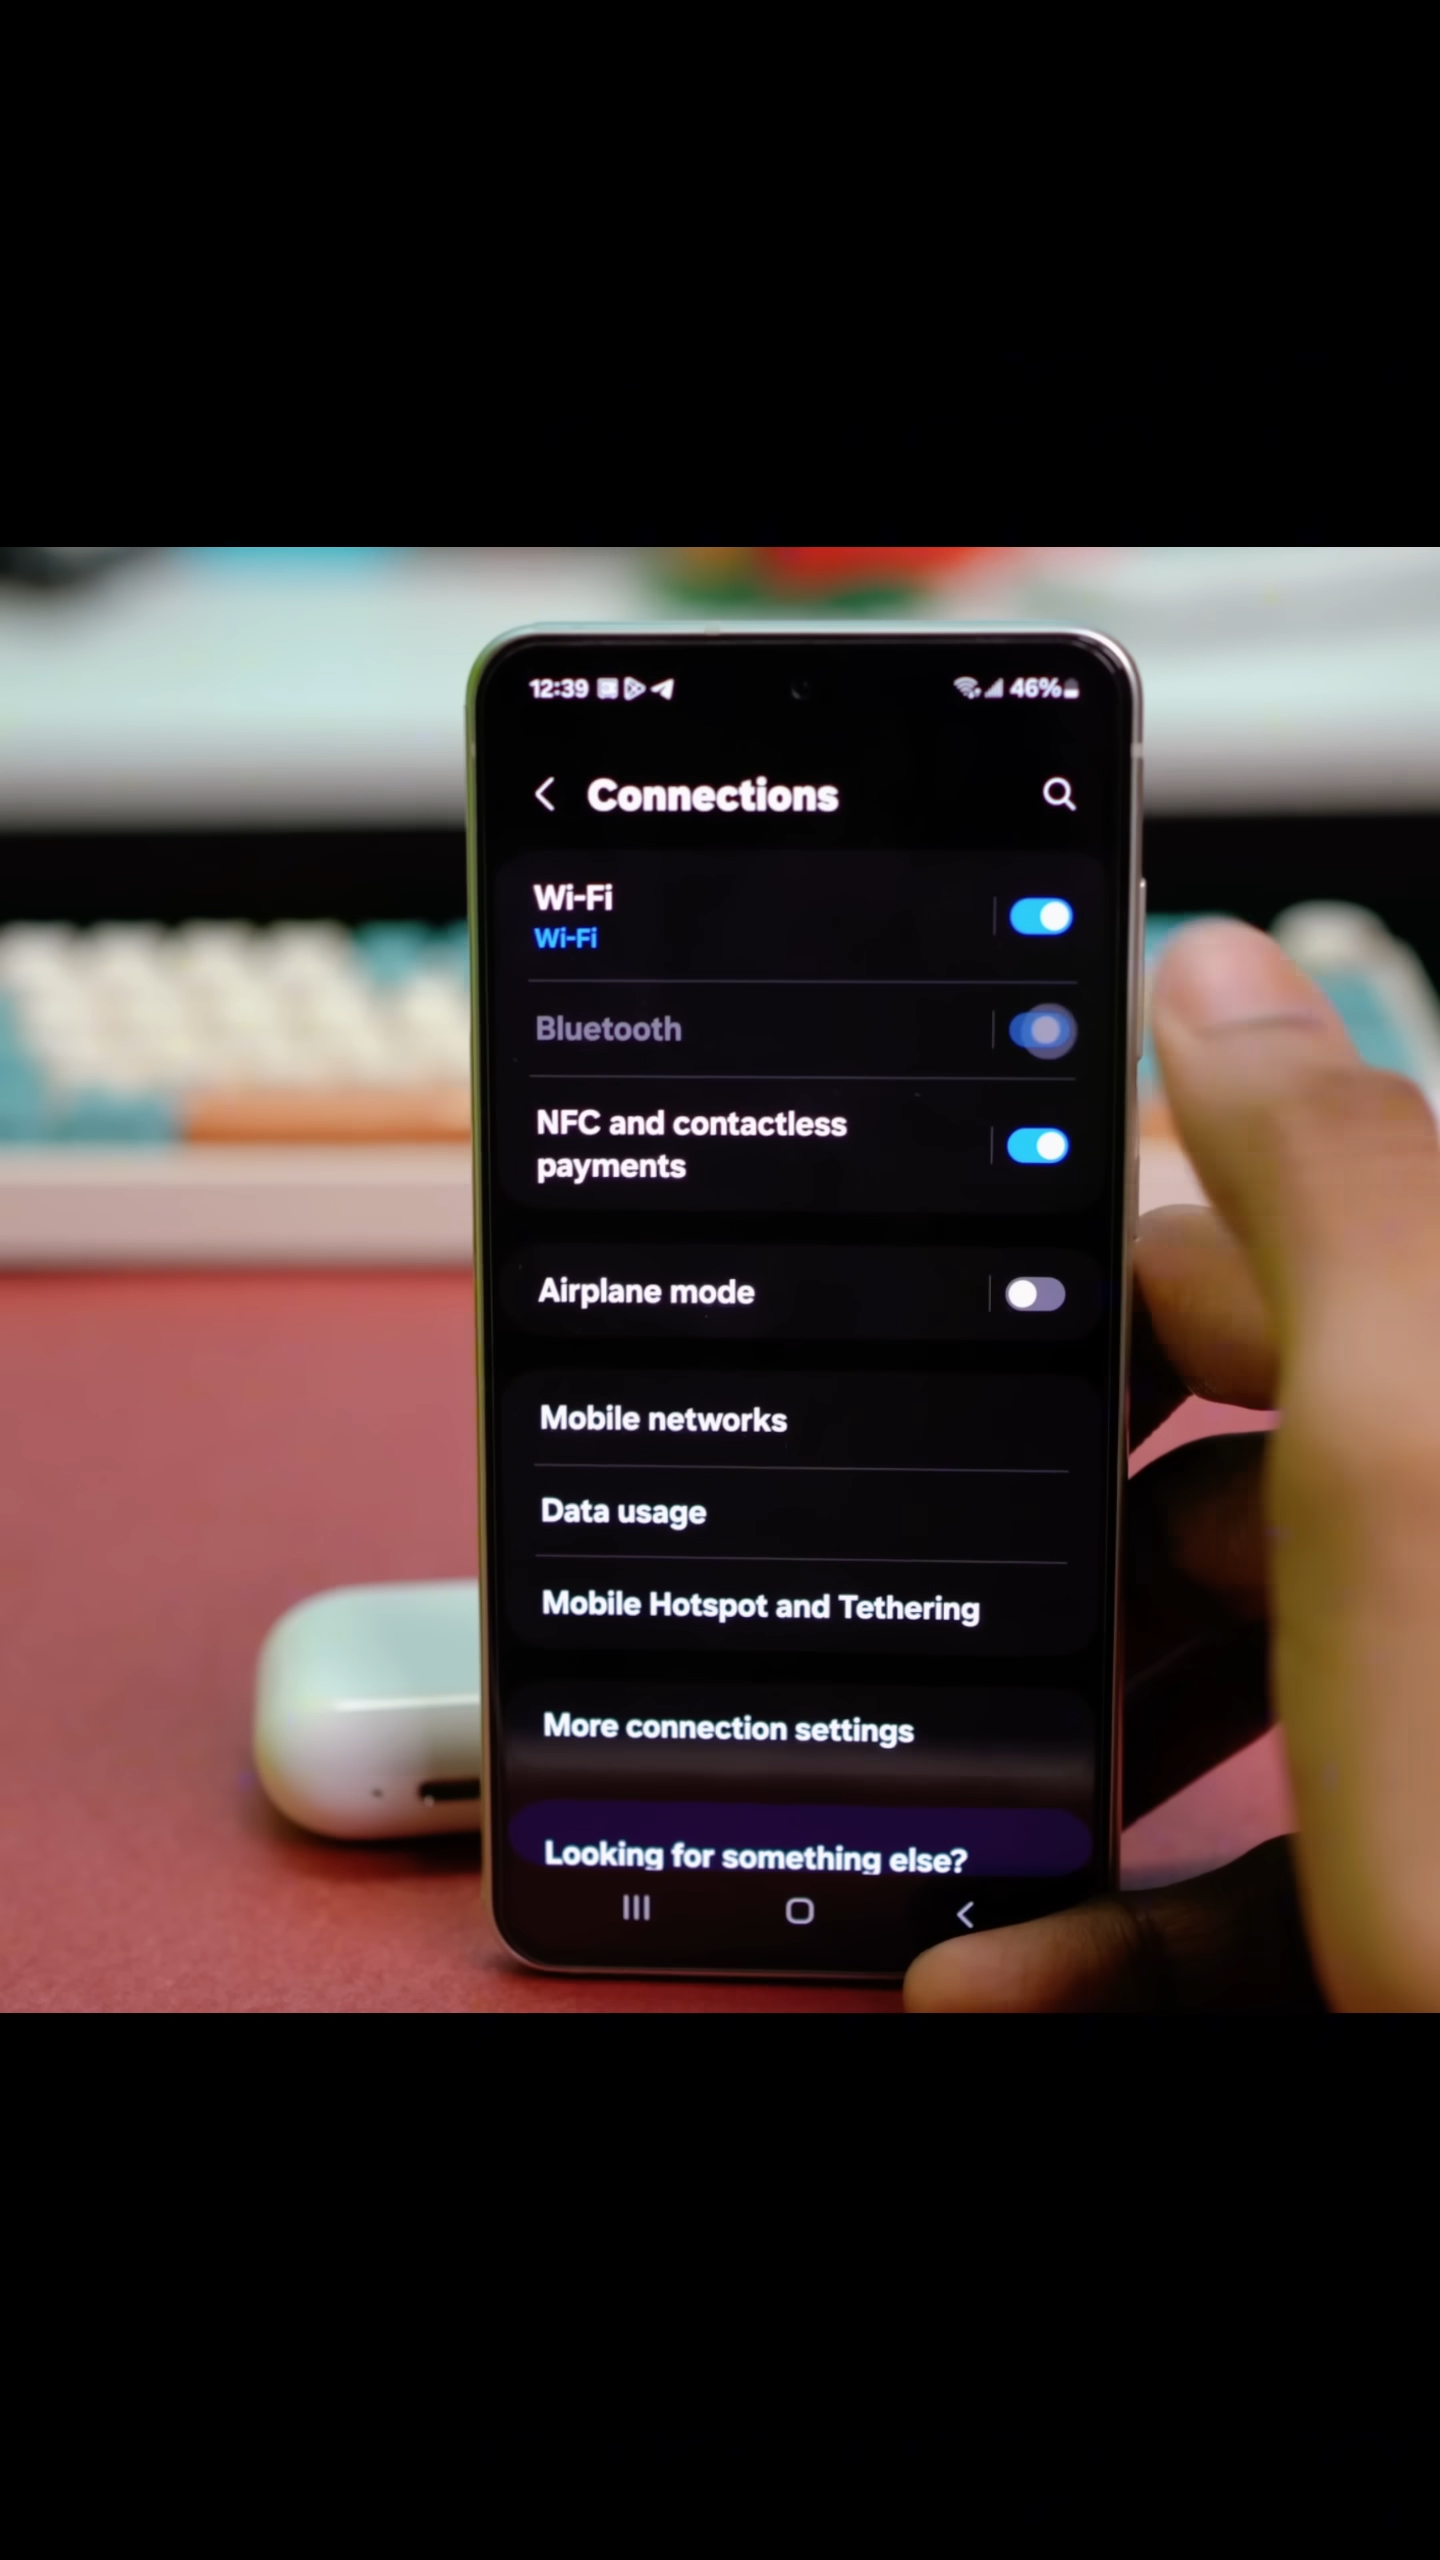 12:39
46%
Connections
Wi-Fi
Wi-Fi
Bluetooth
NFC and contactless
payments
Airplane mode
Mobile networks
Data usage
Mobile Hotspot and Tethering
More connection settings
Looking for something else?